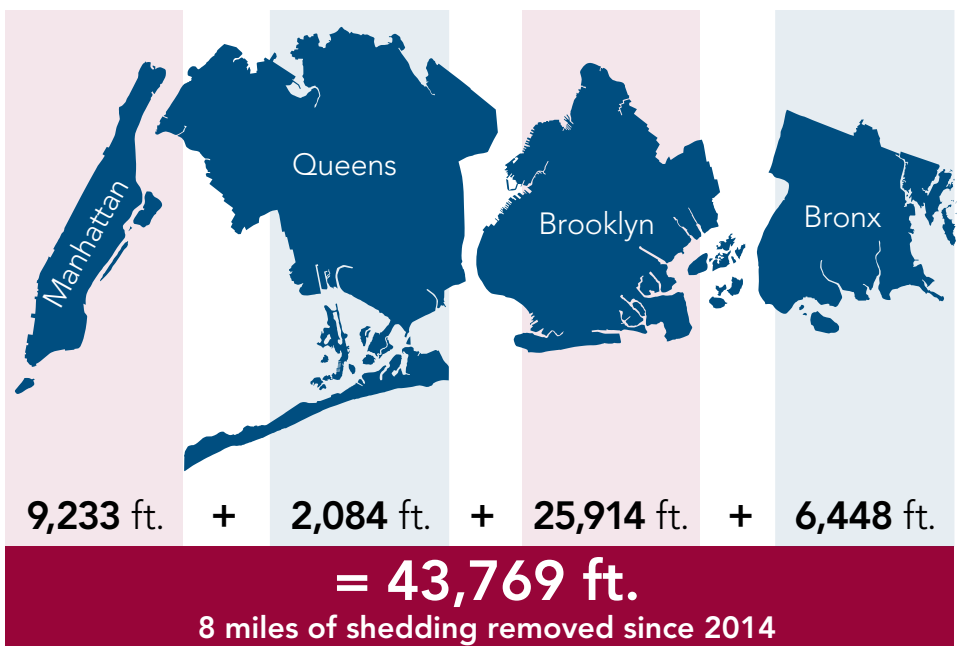 Manhattan
Queens
Brooklyn
Bronx
9,233 ft. + 2,084 ft. + 25,914 ft. + 6,448 ft.
= 43,769 ft.
8 miles of shedding removed since 2014